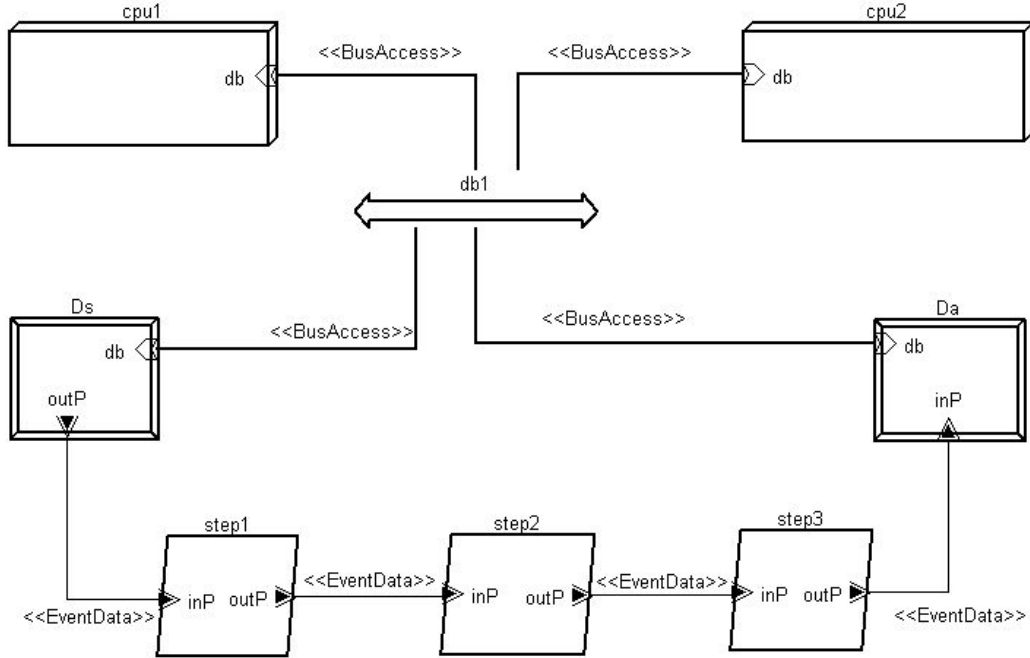 cpu1
cpu2
<<BusAccess>>
<<BusAccess>>
db
db
db1
Ds
Da
<<BusAccess>>
<<BusAccess>>
db
db
outP
inP
step1
step2
step3
<<EventData>>
<<EventData>>
inP
outP
inP
outP
inP
outP
<<EventData>>
<<EventData>>